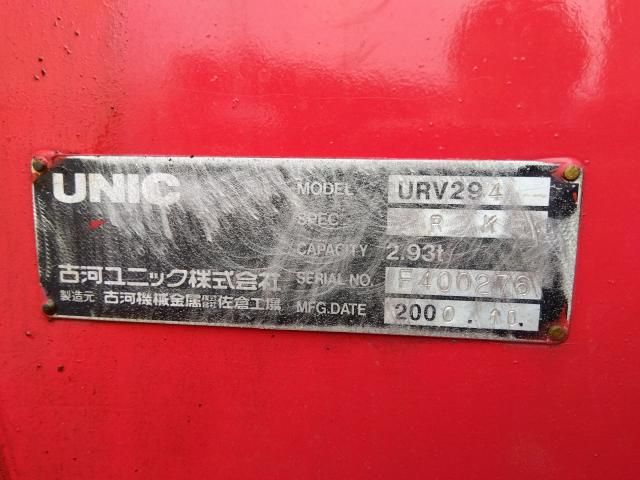 UNIC
MODEL URV294
SPEC. R K
CAPACITY 2.93t
古河ユニック株式会社 SERIAL NO. F400276
製造元 古河機械金属株式会社佐倉工場 MFG.DATE 2000.10.